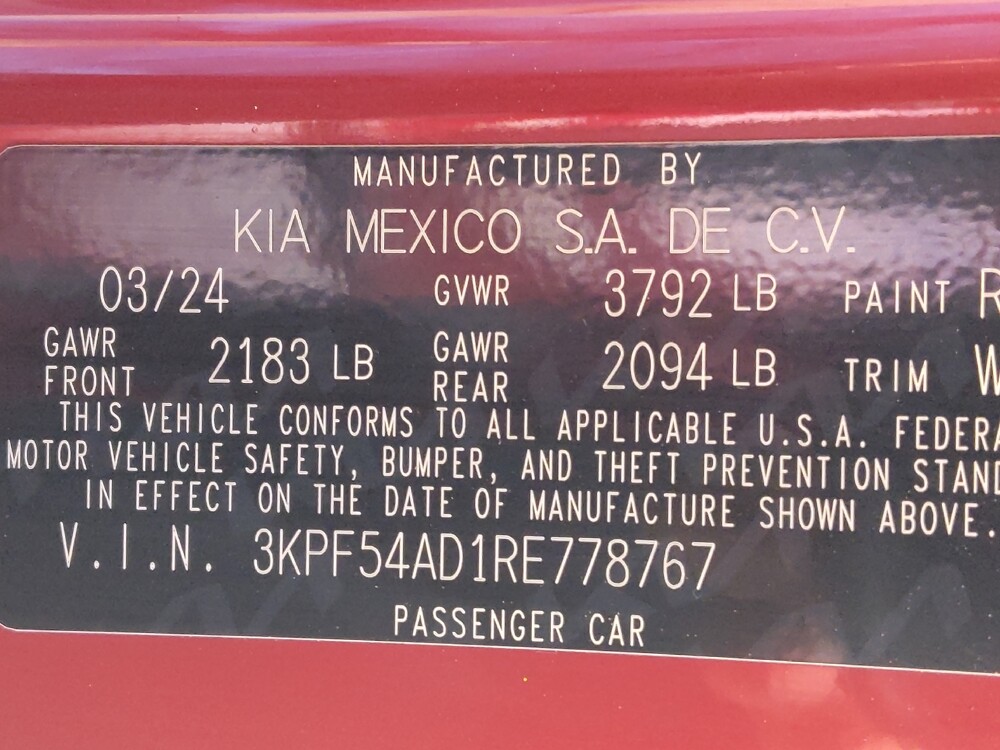 MANUFACTURED BY
KIA MEXICO S.A. DE C.V.
03/24 GVWR 3792 LB PAINT
GAWR FRONT 2183 LB GAWR REAR 2094 LB TRIM
THIS VEHICLE CONFORMS TO ALL APPLICABLE U.S.A. FEDERA
MOTOR VEHICLE SAFETY, BUMPER, AND THEFT PREVENTION STAND
IN EFFECT ON THE DATE OF MANUFACTURE SHOWN ABOVE.
V.I.N. 3KPF54AD1RE778767
PASSENGER CAR